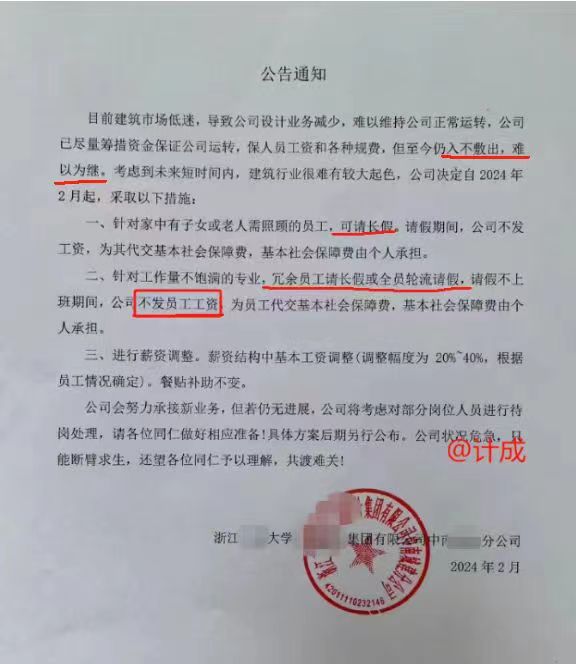 公告通知
目前建筑市场低迷，导致公司设计业务减少，难以维持公司正常运转，公司
已尽量筹措资金保证公司运转，保人员工资和各种规费，但至今仍入不敷出，难
以为继。考虑到未来短时间内，建筑行业很难有较大起色，公司决定自2024年
2月起，采取以下措施：
一、针对家中有子女或老人需照顾的员工，可请长假。请假期间，公司不发
工资，为其代交基本社会保障费，基本社会保障费由个人承担。
二、针对工作量不饱满的专业，冗余员工请长假或全员轮流请假，请假不上
班期间，公司不发员工工资，为员工代交基本社会保障费，基本社会保障费由个
人承担。
三、进行薪资调整。薪资结构中基本工资调整(调整幅度为 20%~40%，根据
员工情况确定)。餐贴补助不变。
公司会努力承接新业务，但若仍无进展，公司将考虑对部分岗位人员进行待
岗处理，请各位同仁做好相应准备!具体方案后期另行公布。公司状况危急，只
能断臂求生，还望各位同仁予以理解，共渡难关!
@计成
浙江 大学 集团有限公司中南 分公司
2024 年 2 月
集团有限公司
42011110232146